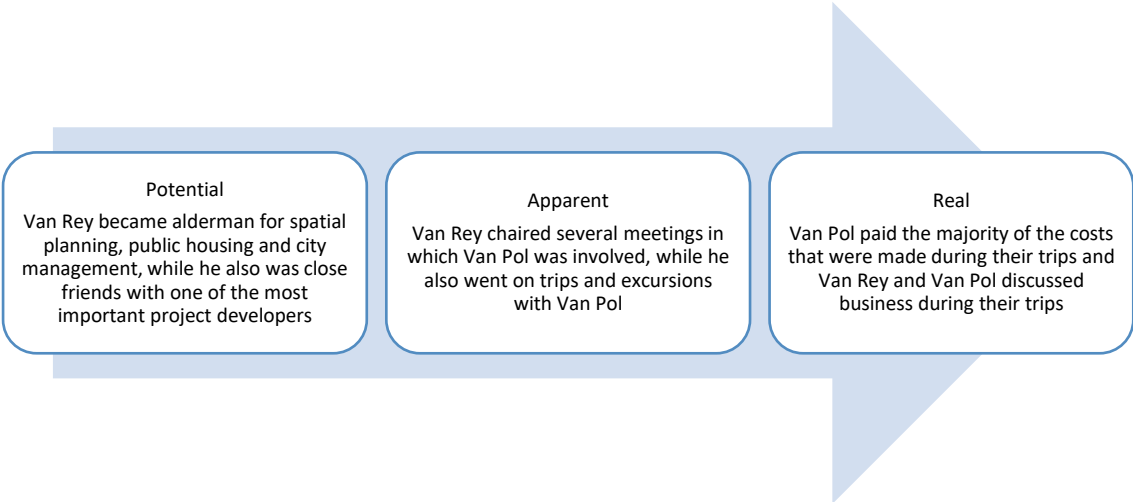 Potential
Van Rey became alderman for spatial
planning, public housing and city
management, while he also was close
friends with one of the most
important project developers
Apparent
Van Rey chaired several meetings in
which Van Pol was involved, while he
also went on trips and excursions
with Van Pol
Real
Van Pol paid the majority of the costs
that were made during their trips and
Van Rey and Van Pol discussed
business during their trips